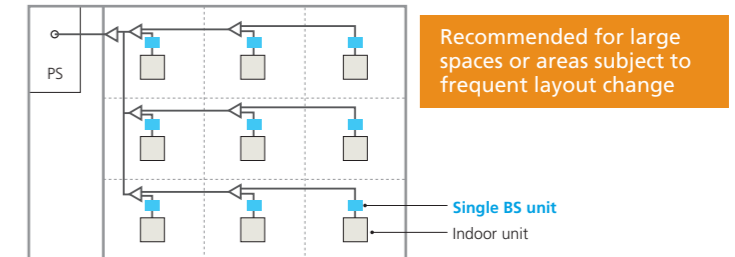 PS
Recommended for large
spaces or areas subject to
frequent layout change
Single BS unit
Indoor unit